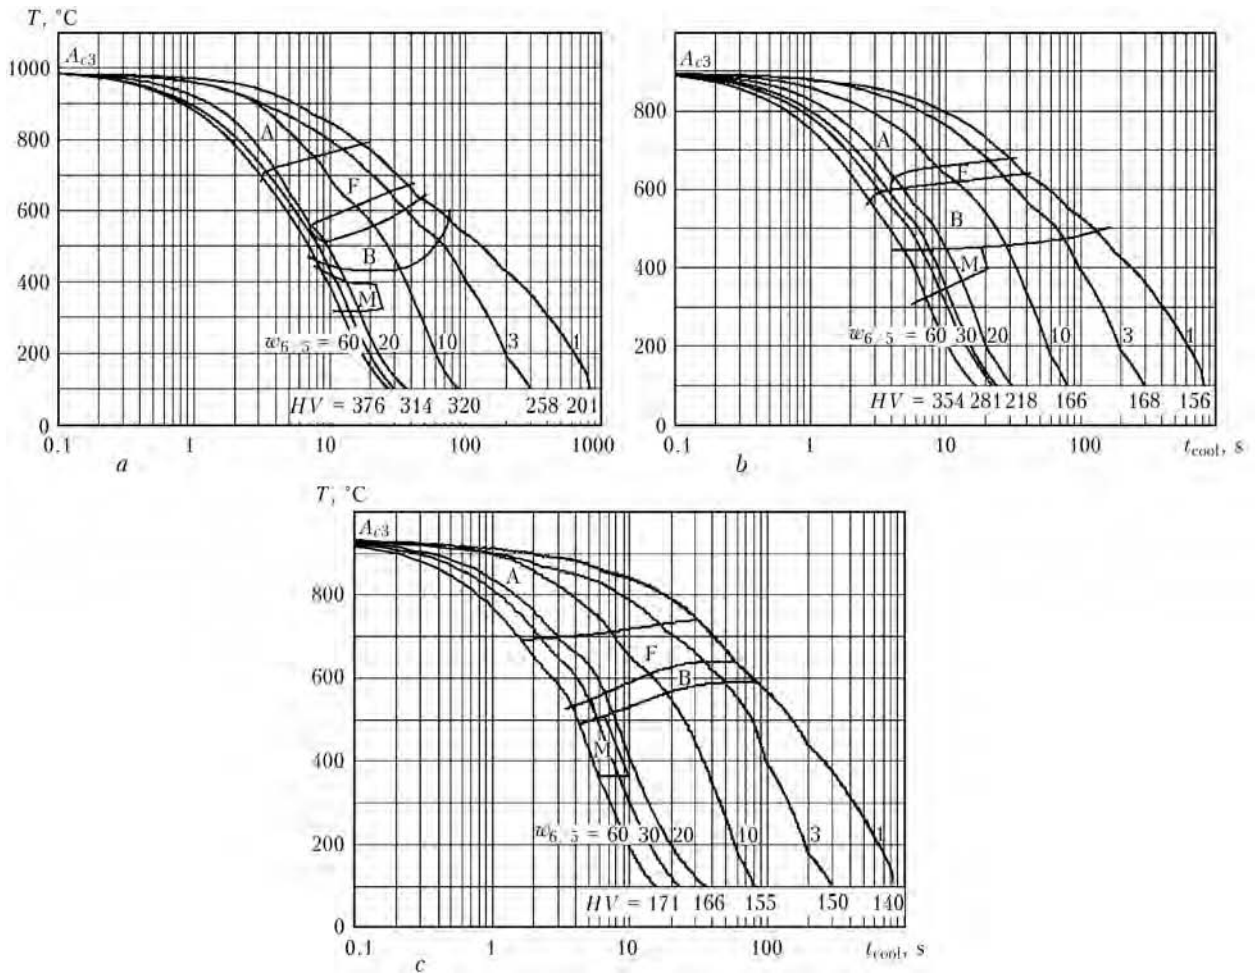 T, °C
A_c3
1000
800
600
400
200
0
A
F
B
M
w_6/5 = 60 20 10 3 1
HV = 376 314 320 258 201
0.1 1 10 100 1000
a
A_c3
800
600
400
200
0
A
F
B
M
w_6/5 = 60 30 20 10 3 1
HV = 354 281 218 166 168 156
0.1 1 10 100 t_cool, s
b
T, °C
A_c3
800
600
400
200
0
A
F
B
M
w_6/5 = 60 30 20 10 3 1
HV = 171 166 155 150 140
0.1 1 10 100 t_cool, s
c